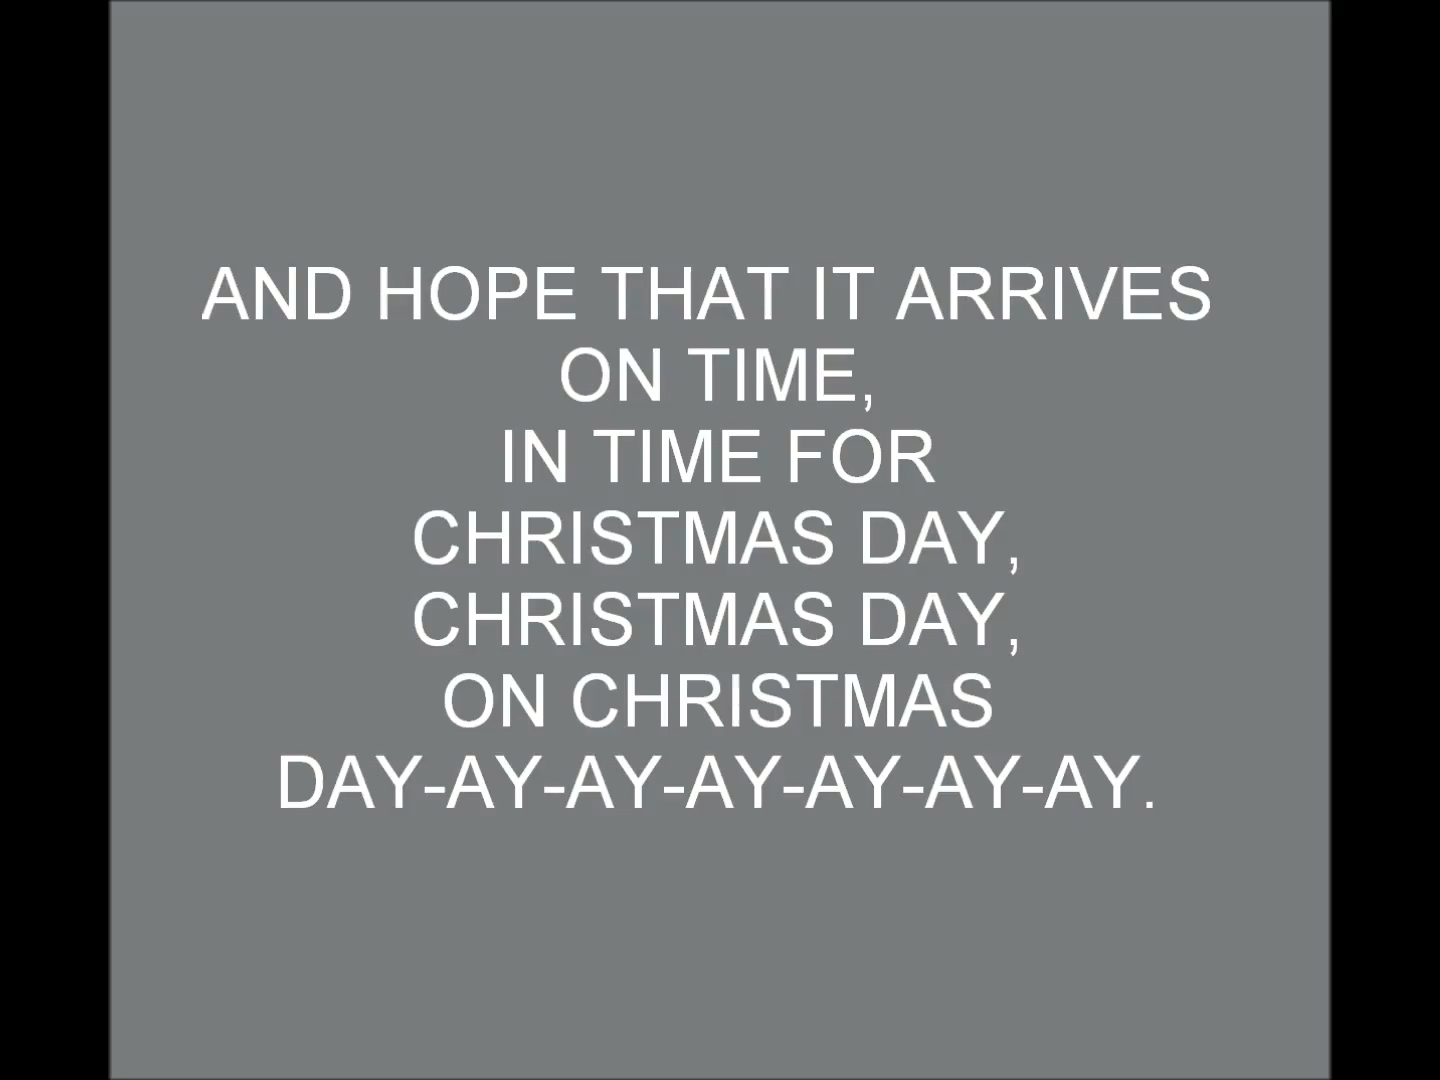 AND HOPE THAT IT ARRIVES
ON TIME,
IN TIME FOR
CHRISTMAS DAY,
CHRISTMAS DAY,
ON CHRISTMAS
DAY-AY-AY-AY-AY-AY-AY.